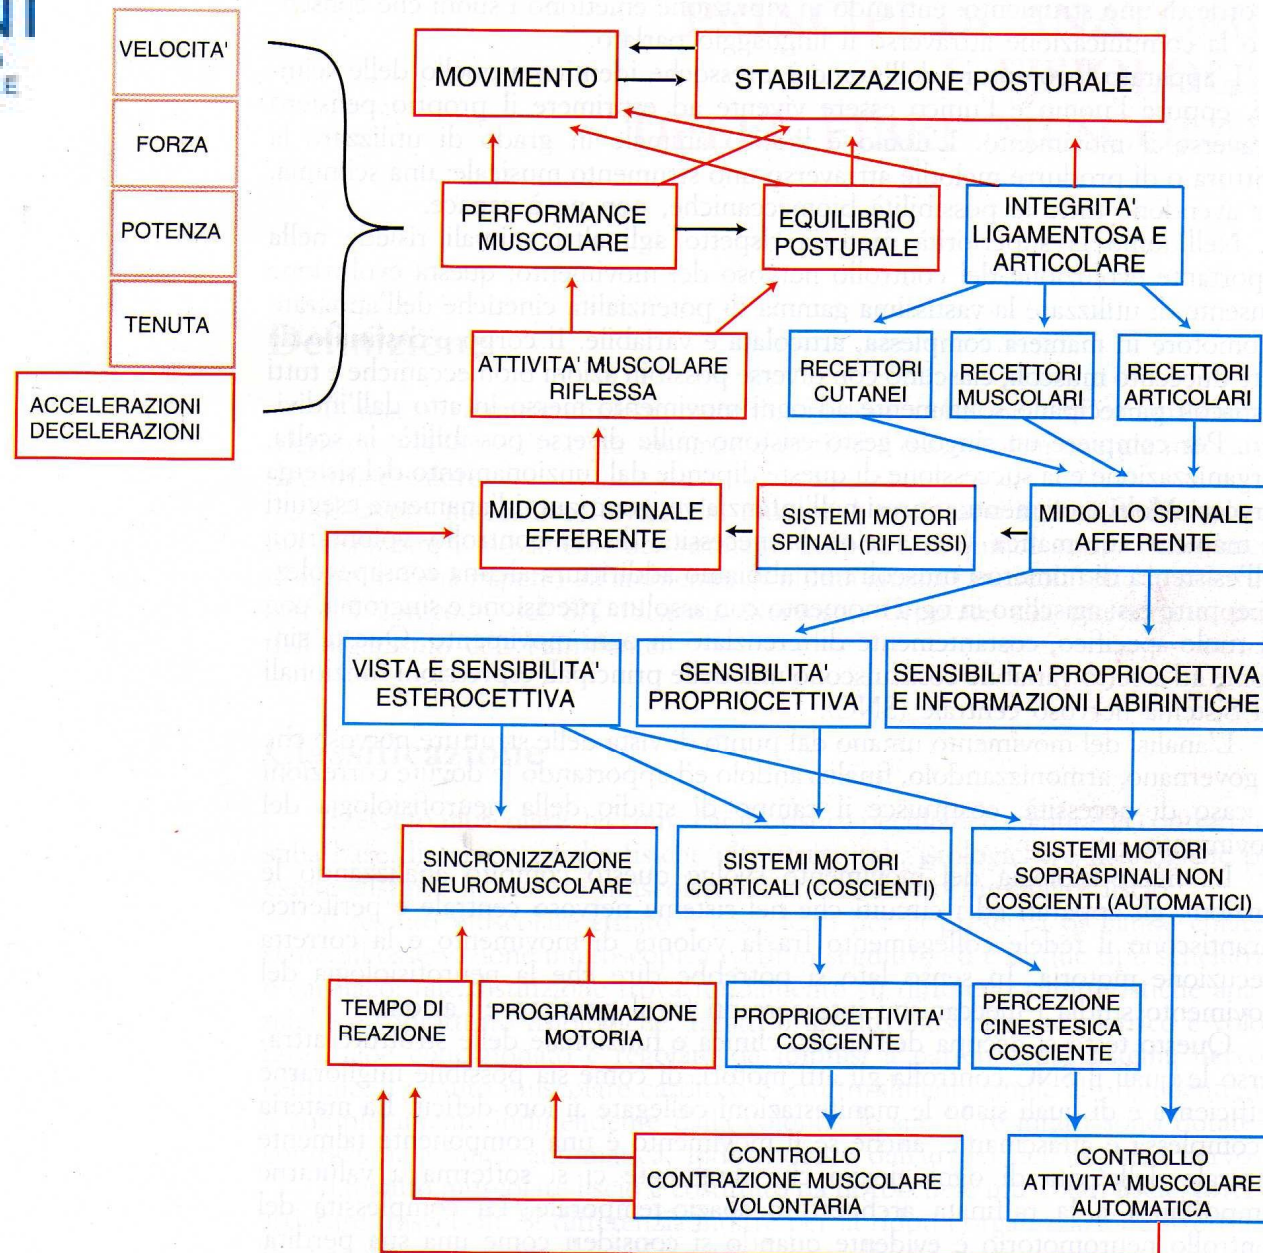 VELOCITA'
FORZA
POTENZA
TENUTA
ACCELERAZIONI
DECELERAZIONI
MOVIMENTO
STABILIZZAZIONE POSTURALE
PERFORMANCE
MUSCOLARE
EQUILIBRIO
POSTURALE
INTEGRITA'
LIGAMENTOSA E
ARTICOLARE
ATTIVITA' MUSCOLARE
RIFLESSA
RECETTORI
CUTANEI
RECETTORI
MUSCOLARI
RECETTORI
ARTICOLARI
MIDOLLO SPINALE
EFFERENTE
SISTEMI MOTORI
SPINALI (RIFLESSI)
MIDOLLO SPINALE
AFFERENTE
VISTA E SENSIBILITA'
ESTEROCETTIVA
SENSIBILITA'
PROPRIOCETTIVA
SENSIBILITA' PROPRIOCETTIVA
E INFORMAZIONI LABIRINTICHE
SINCRONIZZAZIONE
NEUROMUSCOLARE
SISTEMI MOTORI
CORTICALI (COSCIENTI)
SISTEMI MOTORI
SOPRASPINALI NON
COSCIENTI (AUTOMATICI)
TEMPO DI
REAZIONE
PROGRAMMAZIONE
MOTORIA
PROPRIOCETTIVITA
COSCIENTE
PERCEZIONE
CINESTESICA
COSCIENTE
CONTROLLO
CONTRAZIONE MUSCOLARE
VOLONTARIA
CONTROLLO
ATTIVITA' MUSCOLARE
AUTOMATICA